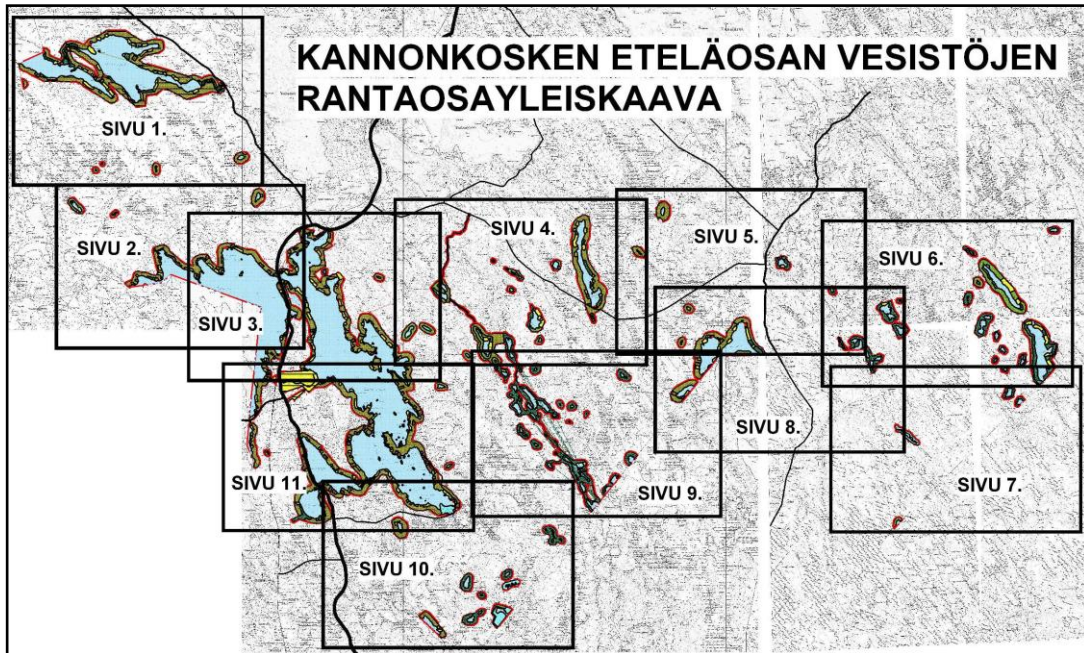 KANNONKOSKEN ETELÄOSAN VESISTÖJEN
RANTAOSAYLEISKAAVA
SIVU 1.
SIVU 2.
SIVU 3.
SIVU 4.
SIVU 5.
SIVU 6.
SIVU 7.
SIVU 8.
SIVU 9.
SIVU 10.
SIVU 11.